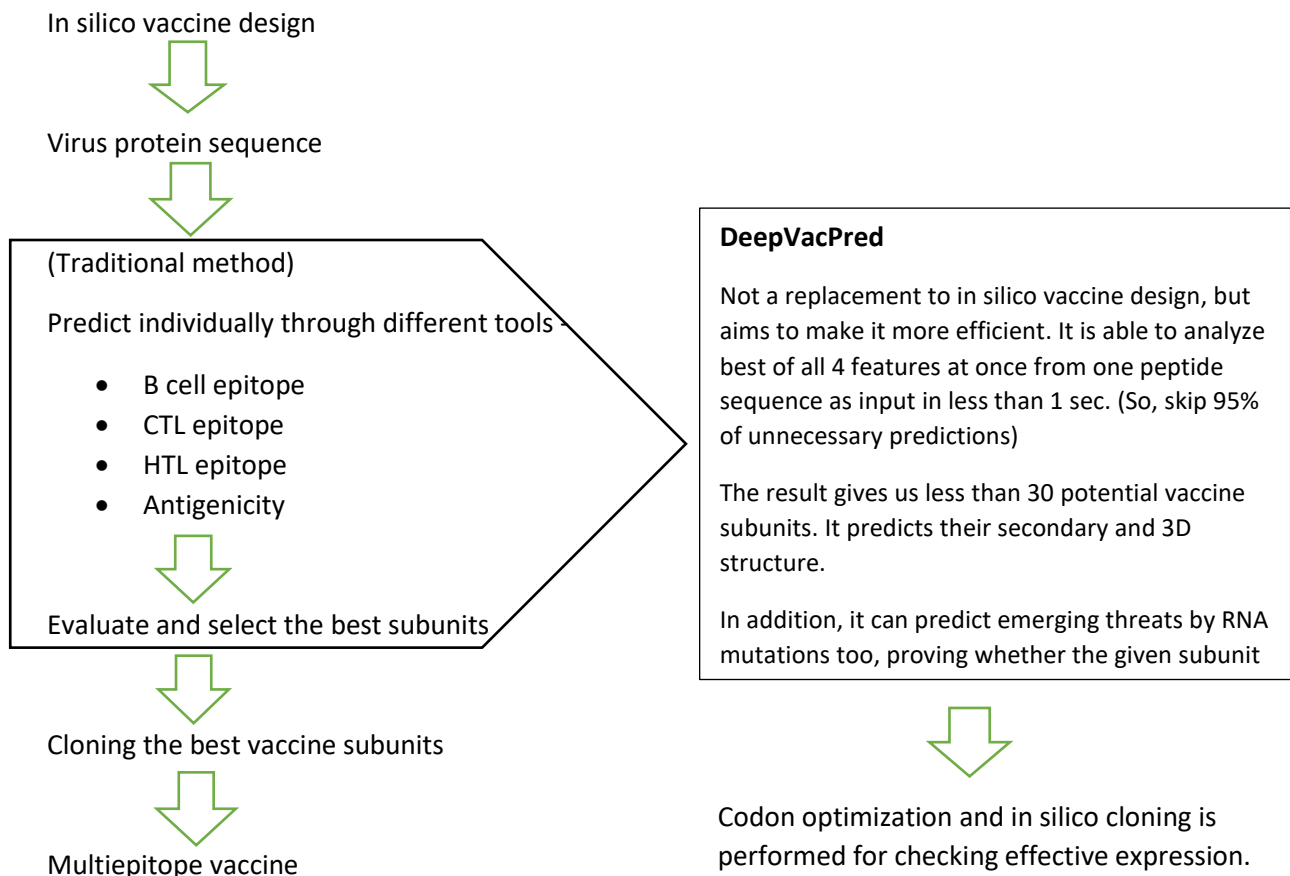 In silico vaccine design
Virus protein sequence
(Traditional method)
Predict individually through different tools -
• B cell epitope
• CTL epitope
• HTL epitope
• Antigenicity
Evaluate and select the best subunits
Cloning the best vaccine subunits
Multiepitope vaccine
DeepVacPred
Not a replacement to in silico vaccine design, but
aims to make it more efficient. It is able to analyze
best of all 4 features at once from one peptide
sequence as input in less than 1 sec. (So, skip 95%
of unnecessary predictions)
The result gives us less than 30 potential vaccine
subunits. It predicts their secondary and 3D
structure.
In addition, it can predict emerging threats by RNA
mutations too, proving whether the given subunit
Codon optimization and in silico cloning is
performed for checking effective expression.